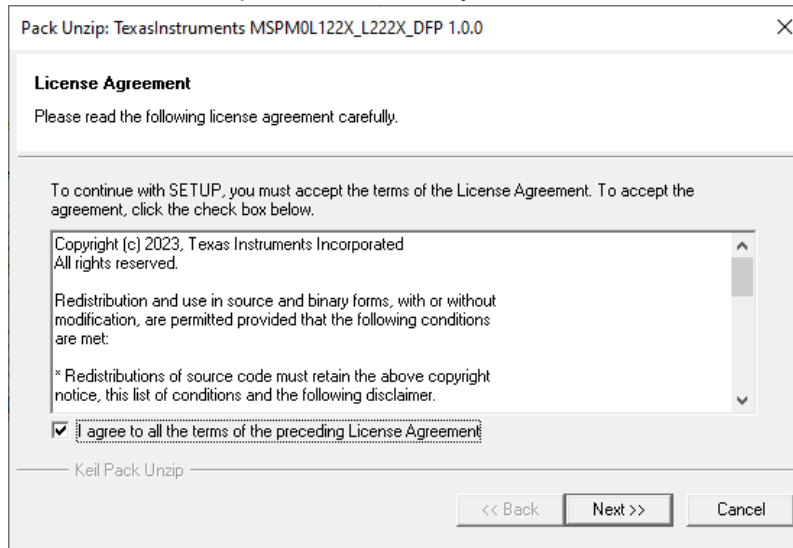 Pack Unzip: TexasInstruments MSPM0L122X_L222X_DFP 1.0.0
License Agreement
Please read the following license agreement carefully.
To continue with SETUP, you must accept the terms of the License Agreement. To accept the
agreement, click the check box below.
Copyright (c) 2023, Texas Instruments Incorporated
All rights reserved.
Redistribution and use in source and binary forms, with or without
modification, are permitted provided that the following conditions
are met:
* Redistributions of source code must retain the above copyright
notice, this list of conditions and the following disclaimer.
I agree to all the terms of the preceding License Agreement
Keil Pack Unzip
<< Back
Next >>
Cancel